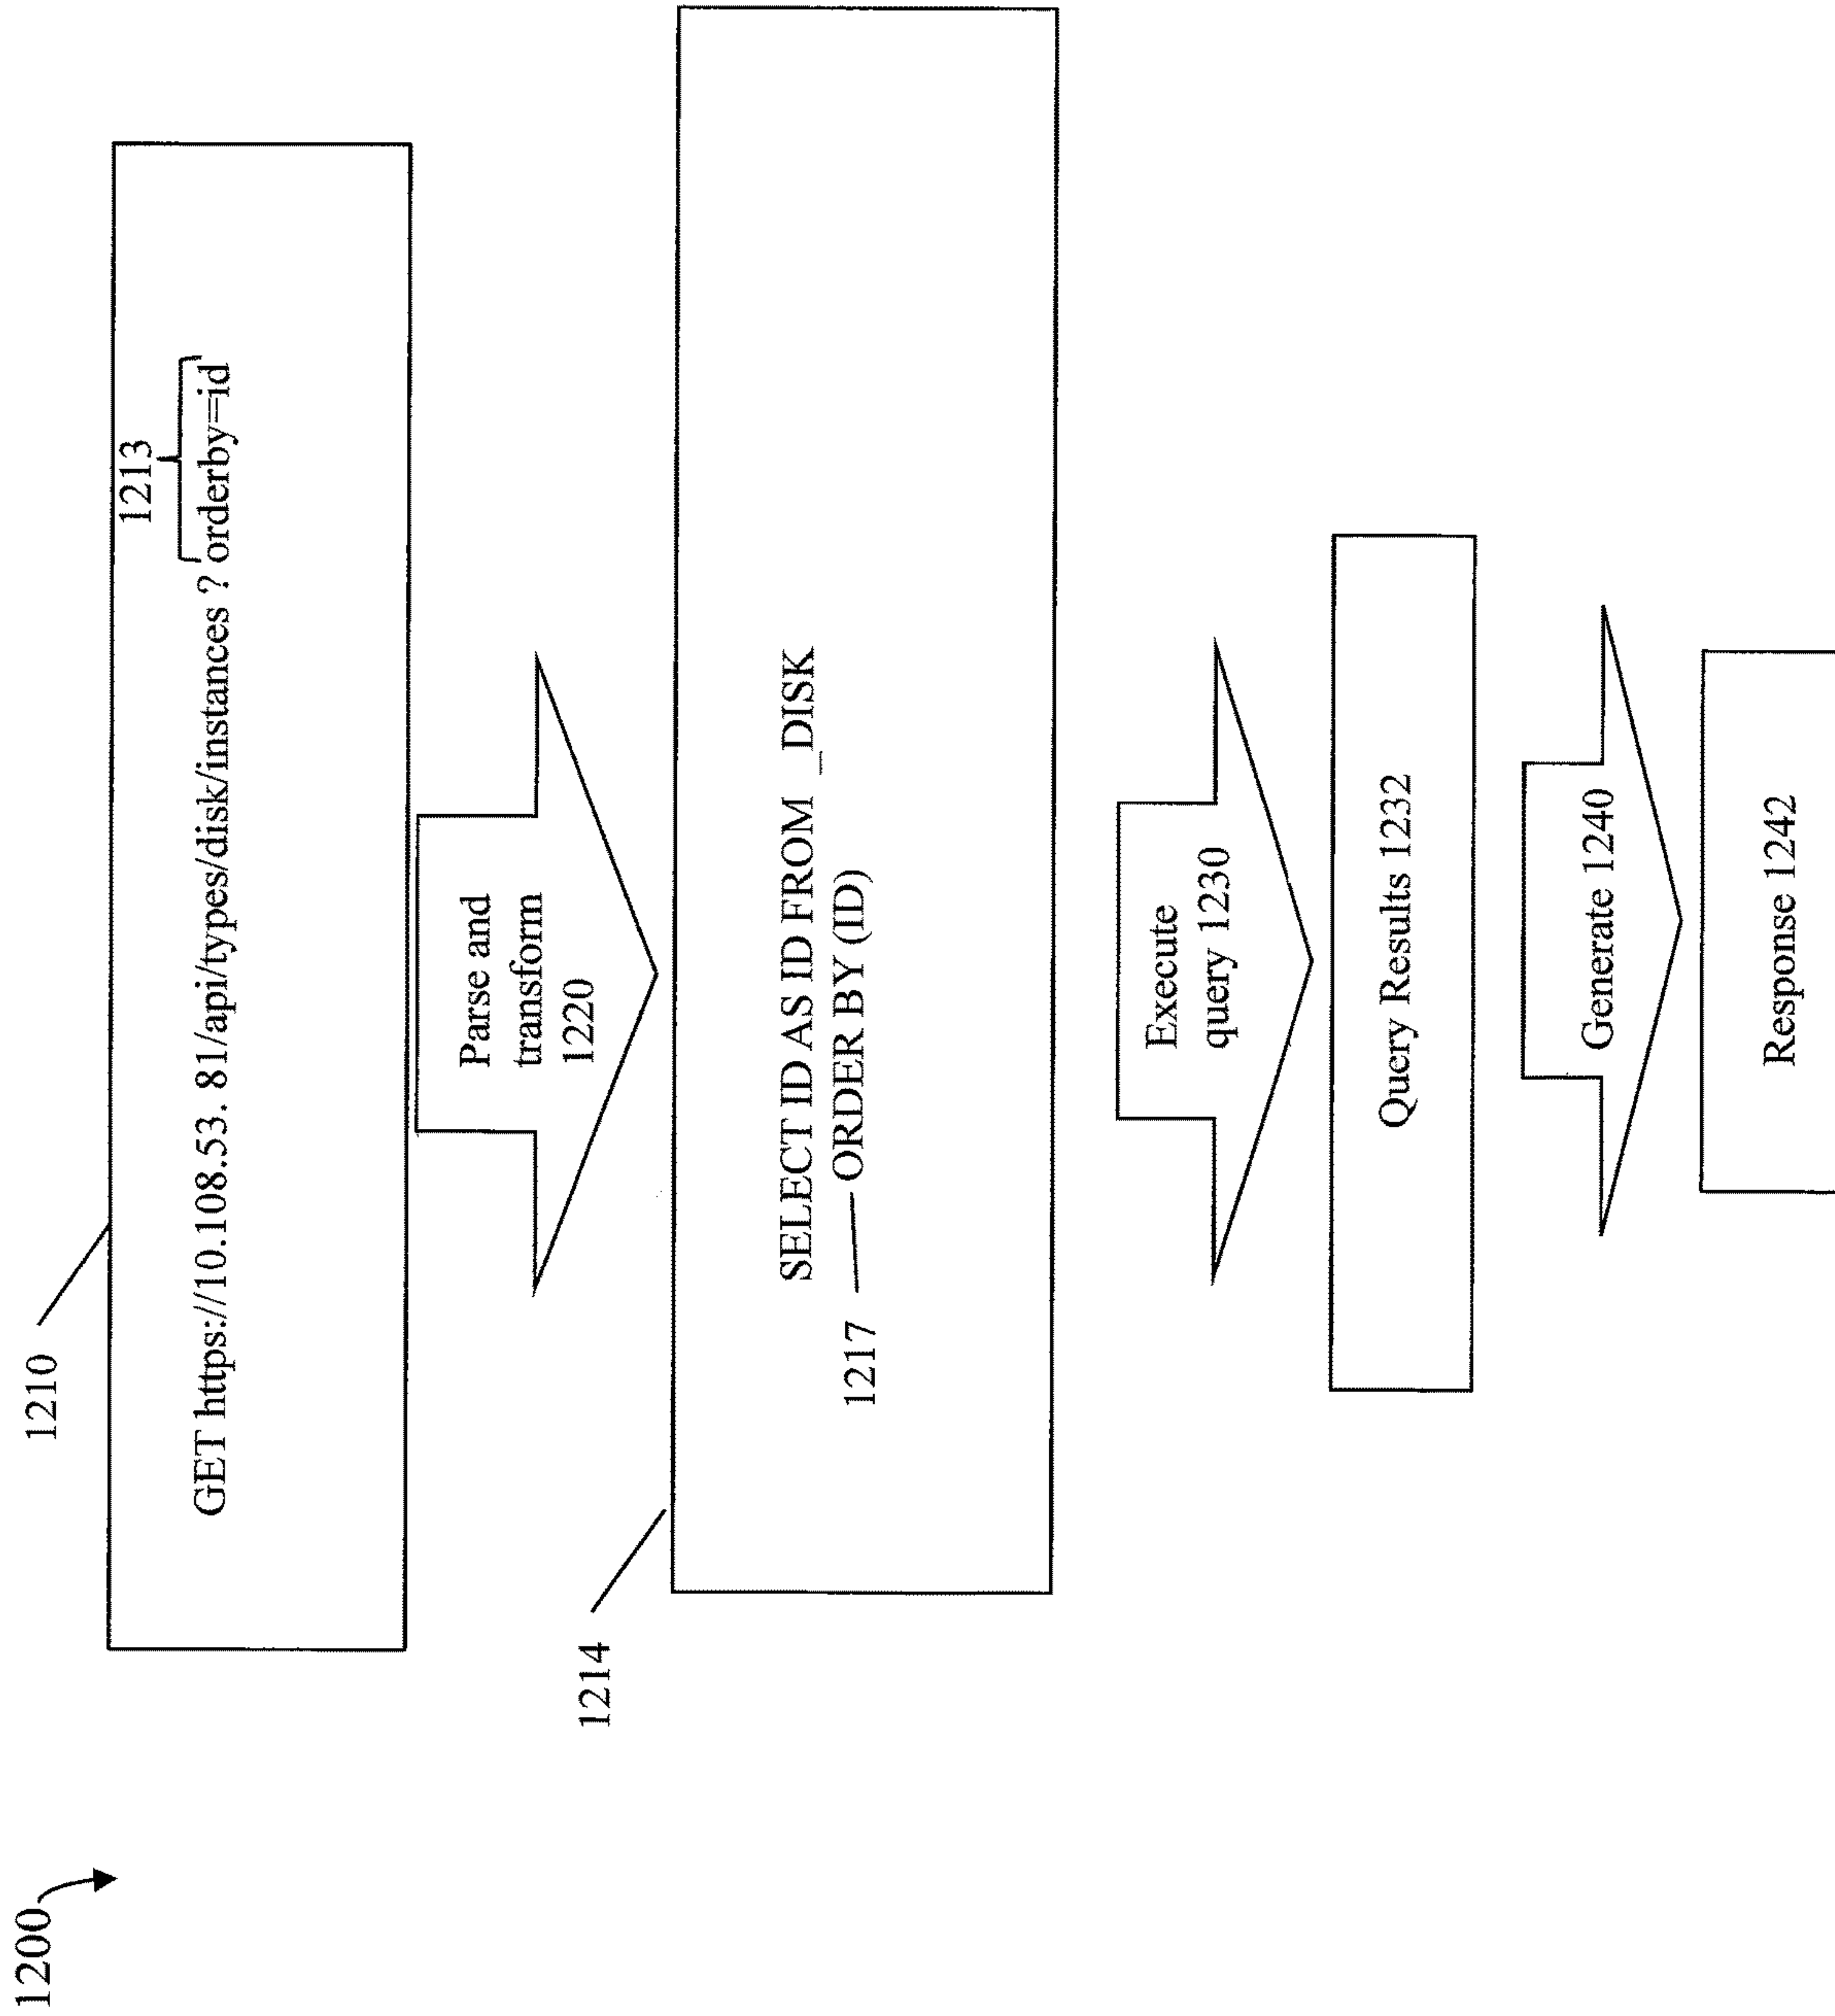 1200
1210
1213
GET https://10.108.53. 81/api/types/disk/instances ? orderby=id
Parse and
transform
1220
1214
SELECT ID AS ID FROM _DISK
1217 ORDER BY (ID)
Execute
query 1230
Query Results 1232
Generate 1240
Response 1242